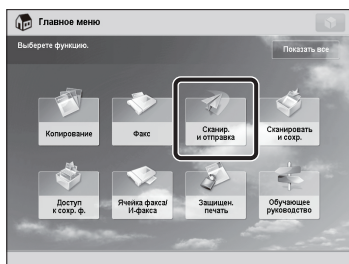 Главное меню
Выберете функцию.
Показать все
Копирование
Факс
Сканир.
и отправка
Сканировать
и сохр.
Доступ
к сохр. ф.
Ячейка факса/
И-факса
Защищен.
печать
Обучающее
руководство